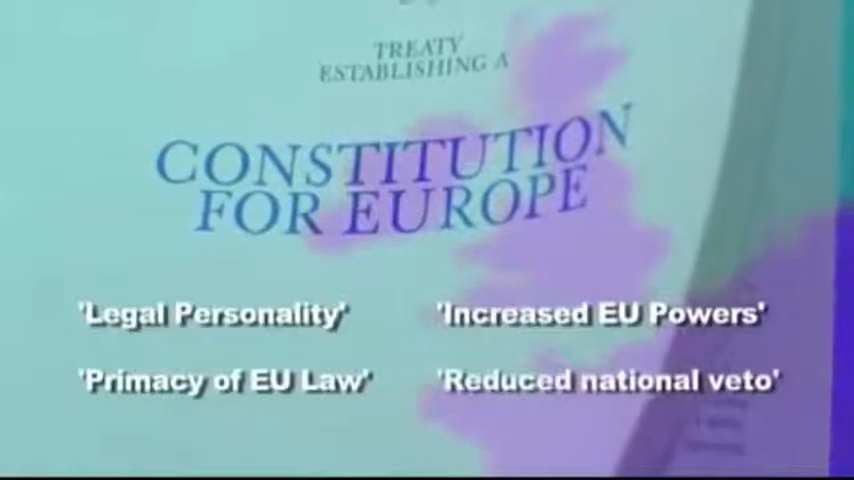 TREATY
ESTABLISHING A
CONSTITUTION
FOR EUROPE
'Legal Personality' 'Increased EU Powers'
'Primacy of EU Law' 'Reduced national veto'